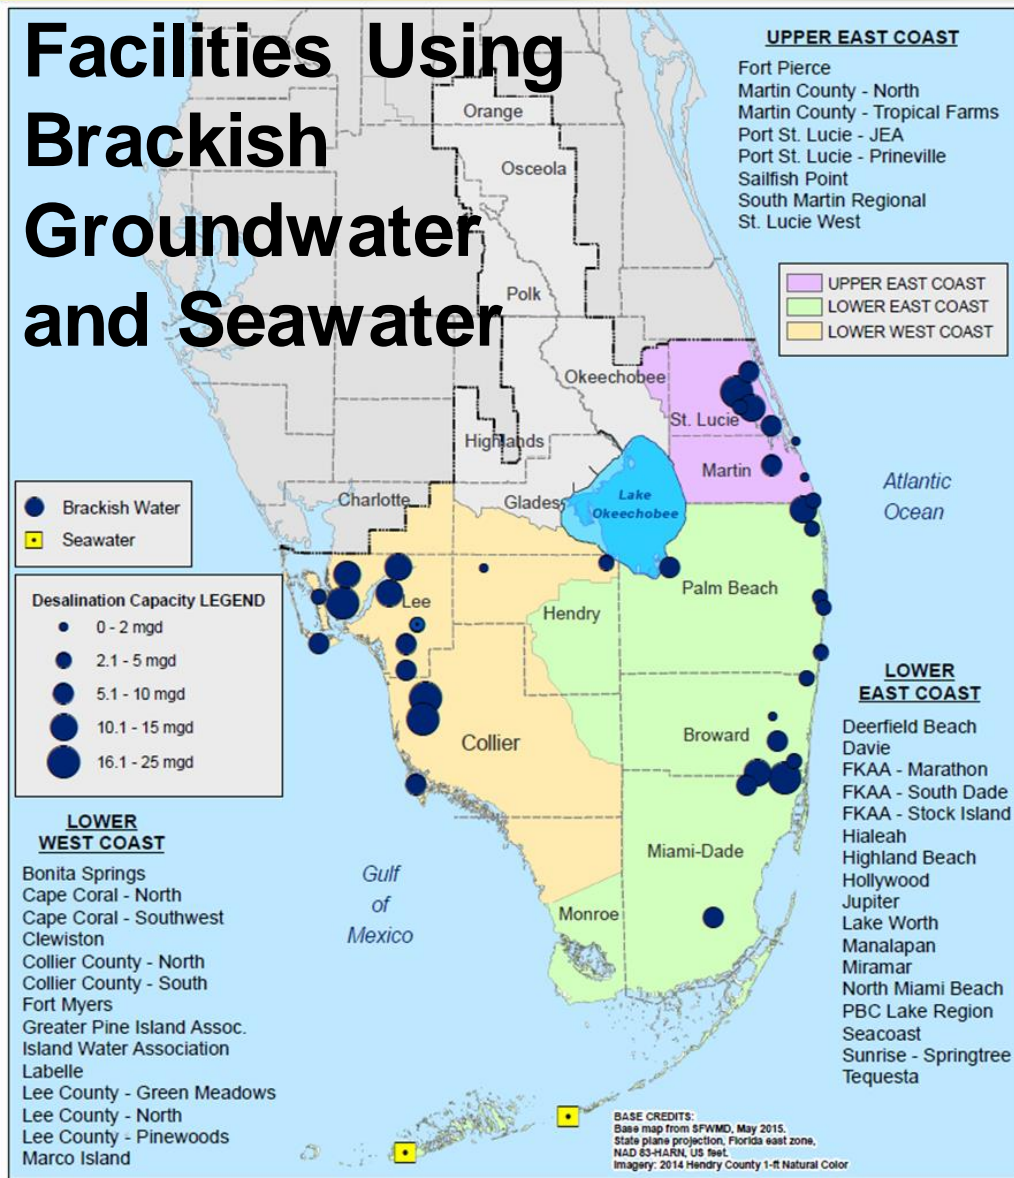 Facilities Using
Brackish
Groundwater
and Seawater
UPPER EAST COAST
Fort Pierce
Martin County - North
Martin County - Tropical Farms
Port St. Lucie - JEA
Port St. Lucie - Prineville
Sailfish Point
South Martin Regional
St. Lucie West
UPPER EAST COAST
LOWER EAST COAST
LOWER WEST COAST
Orange
Osceola
Polk
Okeechobee
St. Lucie
Highlands
Martin
Charlotte
Glades
Lake
Okeechobee
Atlantic
Ocean
Brackish Water
Seawater
Desalination Capacity LEGEND
0 - 2 mgd
2.1 - 5 mgd
5.1 - 10 mgd
10.1 - 15 mgd
16.1 - 25 mgd
Lee
Hendry
Palm Beach
Collier
Broward
Miami-Dade
Monroe
Gulf
of
Mexico
LOWER
EAST COAST
Deerfield Beach
Davie
FKAA - Marathon
FKAA - South Dade
FKAA - Stock Island
Hialeah
Highland Beach
Hollywood
Jupiter
Lake Worth
Manalapan
Miramar
North Miami Beach
PBC Lake Region
Seacoast
Sunrise - Springtree
Tequesta
LOWER
WEST COAST
Bonita Springs
Cape Coral - North
Cape Coral - Southwest
Clewiston
Collier County - North
Collier County - South
Fort Myers
Greater Pine Island Assoc.
Island Water Association
Labelle
Lee County - Green Meadows
Lee County - North
Lee County - Pinewoods
Marco Island
BASE CREDITS:
Base map from SFWMD, May 2015.
State plane projection, Florida east zone,
NAD 83-HARN, US feet.
Imagery: 2014 Hendry County 1-ft Natural Color